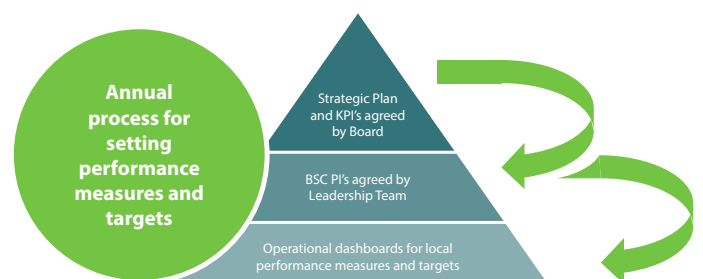 Annual
process for
setting
performance
measures and
targets
Strategic Plan
and KPI's agreed
by Board
BSC PI's agreed by
Leadership Team
Operational dashboards for local
performance measures and targets